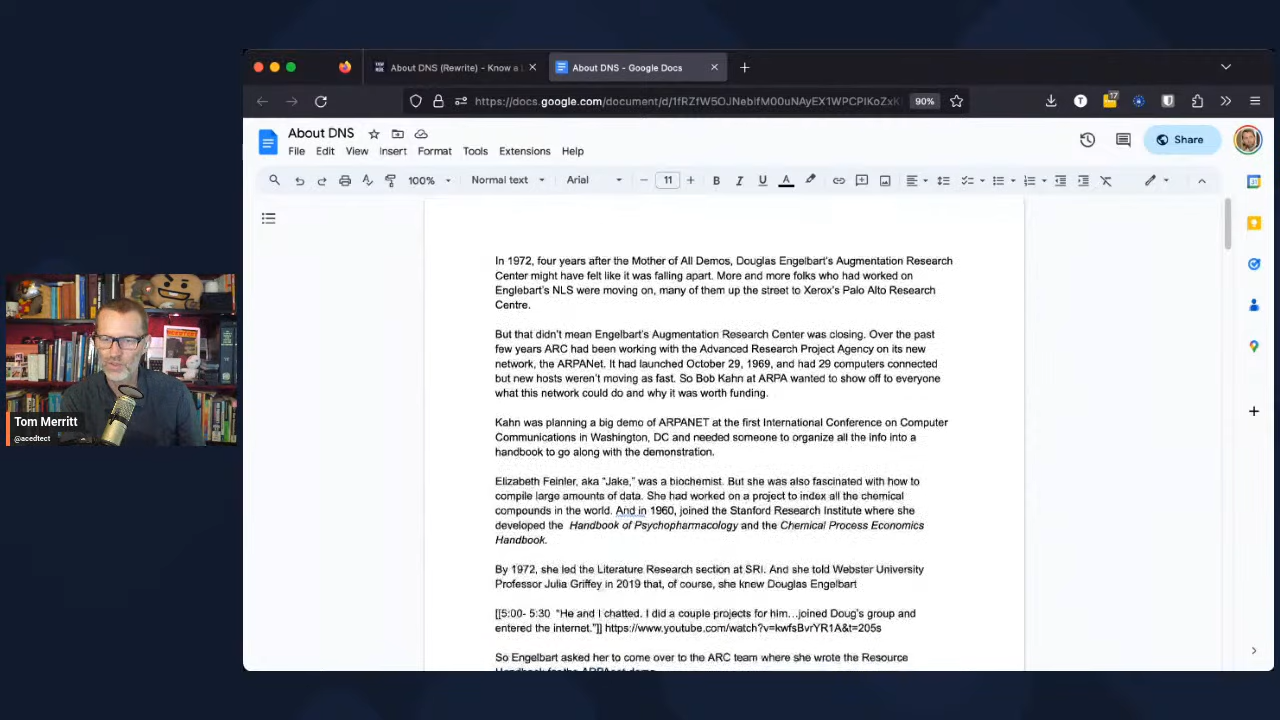 About DNS (Rewrite) - Know a
About DNS - Google Docs
https://docs.google.com/document/d/
90%
17
T
About DNS
File Edit View Insert Format Tools Extensions Help
Share
100% Normal text Arial 11 B I U A
In 1972, four years after the Mother of All Demos, Douglas Engelbart's Augmentation Research
Center might have felt like it was falling apart. More and more folks who had worked on
Englebart's NLS were moving on, many of them up the street to Xerox's Palo Alto Research
Centre.
But that didn't mean Engelbart's Augmentation Research Center was closing. Over the past
few years ARC had been working with the Advanced Research Project Agency on its new
network, the ARPANet. It had launched October 29, 1969, and had 29 computers connected
but new hosts weren't moving as fast. So Bob Kahn at ARPA wanted to show off to everyone
what this network could do and why it was worth funding.
Kahn was planning a big demo of ARPANET at the first International Conference on Computer
Communications in Washington, DC and needed someone to organize all the info into a
handbook to go along with the demonstration.
Elizabeth Feinler, aka "Jake," was a biochemist. But she was also fascinated with how to
compile large amounts of data. She had worked on a project to index all the chemical
compounds in the world. And in 1960, joined the Stanford Research Institute where she
developed the Handbook of Psychopharmacology and the Chemical Process Economics
Handbook.
By 1972, she led the Literature Research section at SRI. And she told Webster University
Professor Julia Griffey in 2019 that, of course, she knew Douglas Engelbart
[[5:00- 5:30 "He and I chatted. I did a couple projects for him...joined Doug's group and
entered the internet."]] https://www.youtube.com/watch?v=kwfsBvrYR1A&t=205s
So Engelbart asked her to come over to the ARC team where she wrote the Resource
Handbook for the ARPAnet demo
Tom Merritt
@acedtect